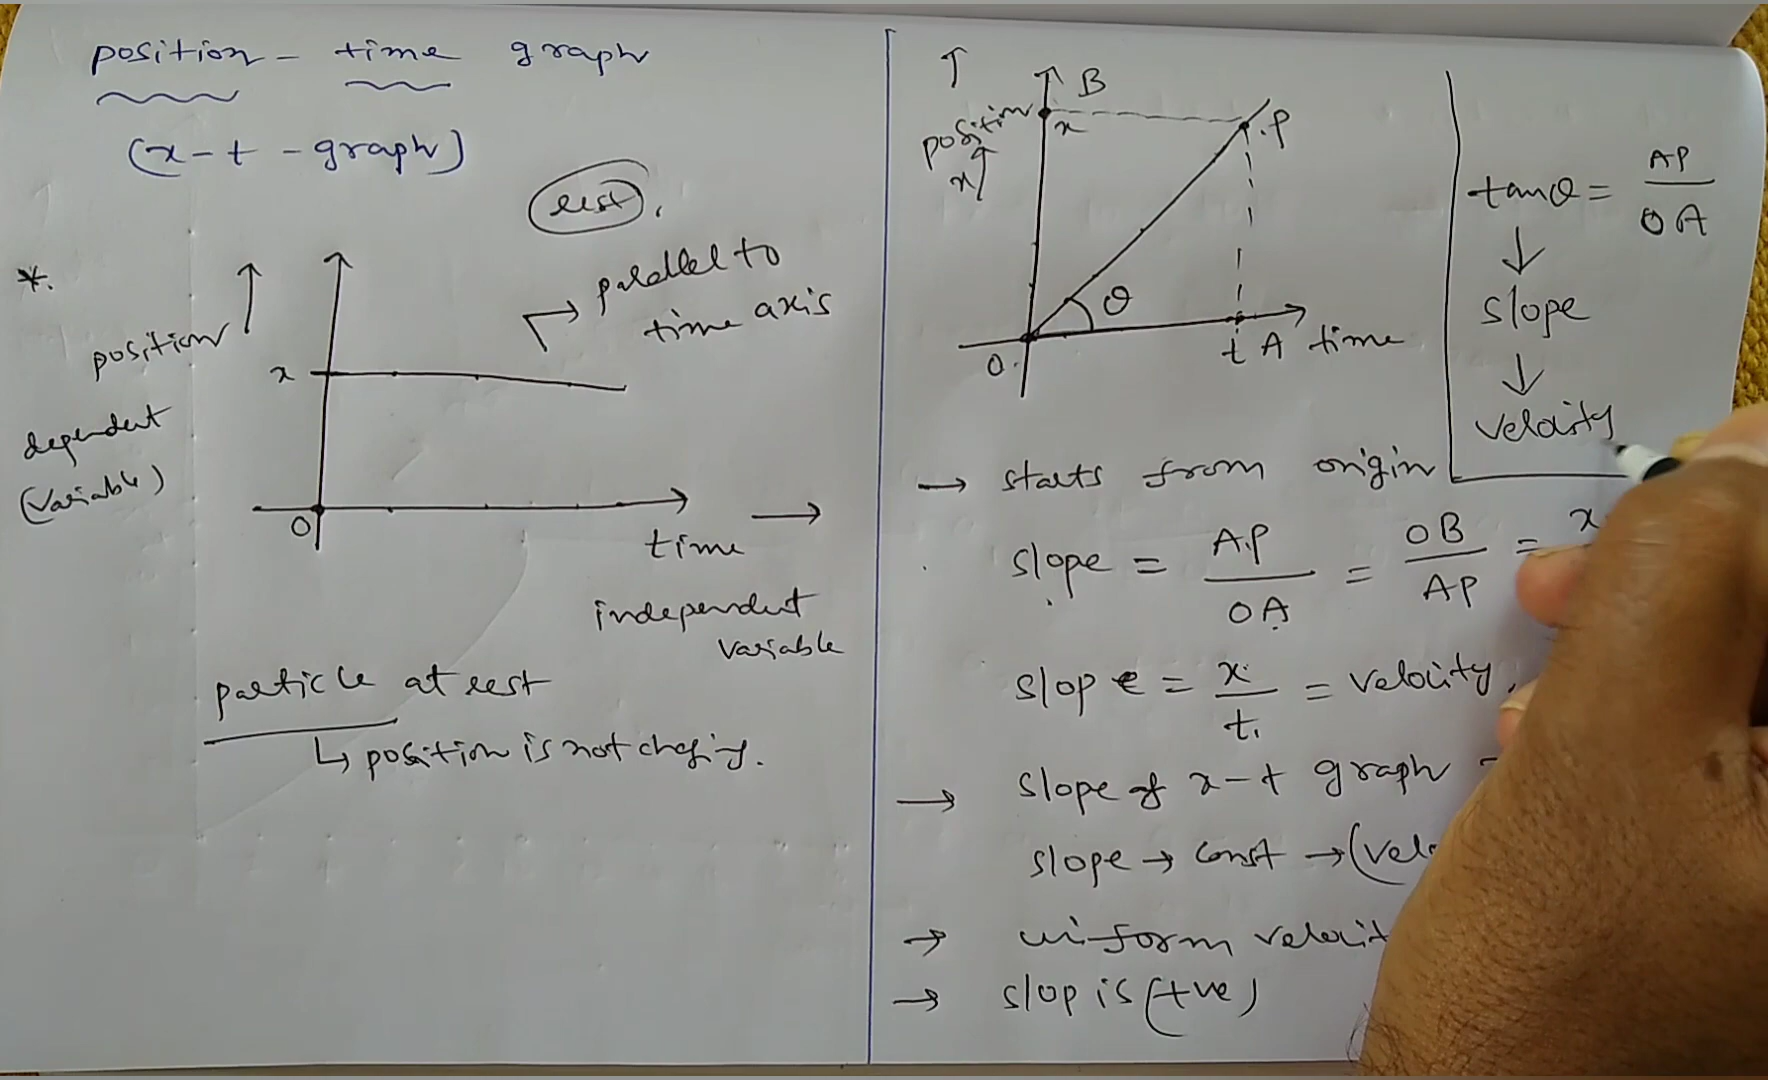 position - time graph
(x-t-graph)
rest.
*.
parallel to
time axis
position
x
dependent
(variable)
O
time
independent
variable
particle at rest
↳ position is not
position
x
B
x
.P
θ
O
t A time
tanθ = AP / OA
↓
slope
↓
velocity
→ starts from origin
slope = AP / OA = OB / AP = x
slope = x / t = velocity,
→ slope of x-t graph
slope → const → (velo
→ uniform velocit
→ slop is (+ve)